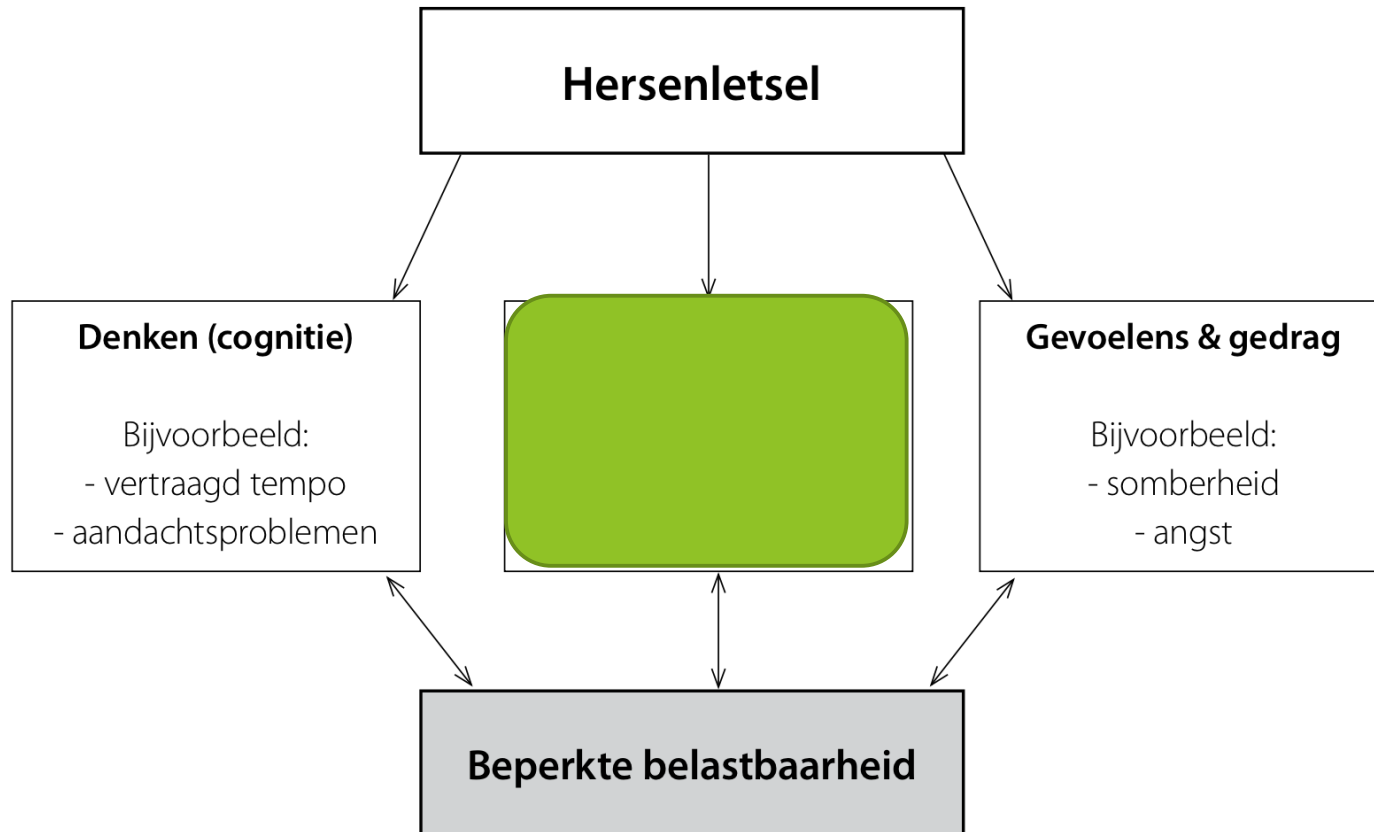 Hersenletsel
Denken (cognitie)
Bijvoorbeeld:
- vertraagd tempo
- aandachtsproblemen
Gevoelens & gedrag
Bijvoorbeeld:
- somberheid
- angst
Beperkte belastbaarheid